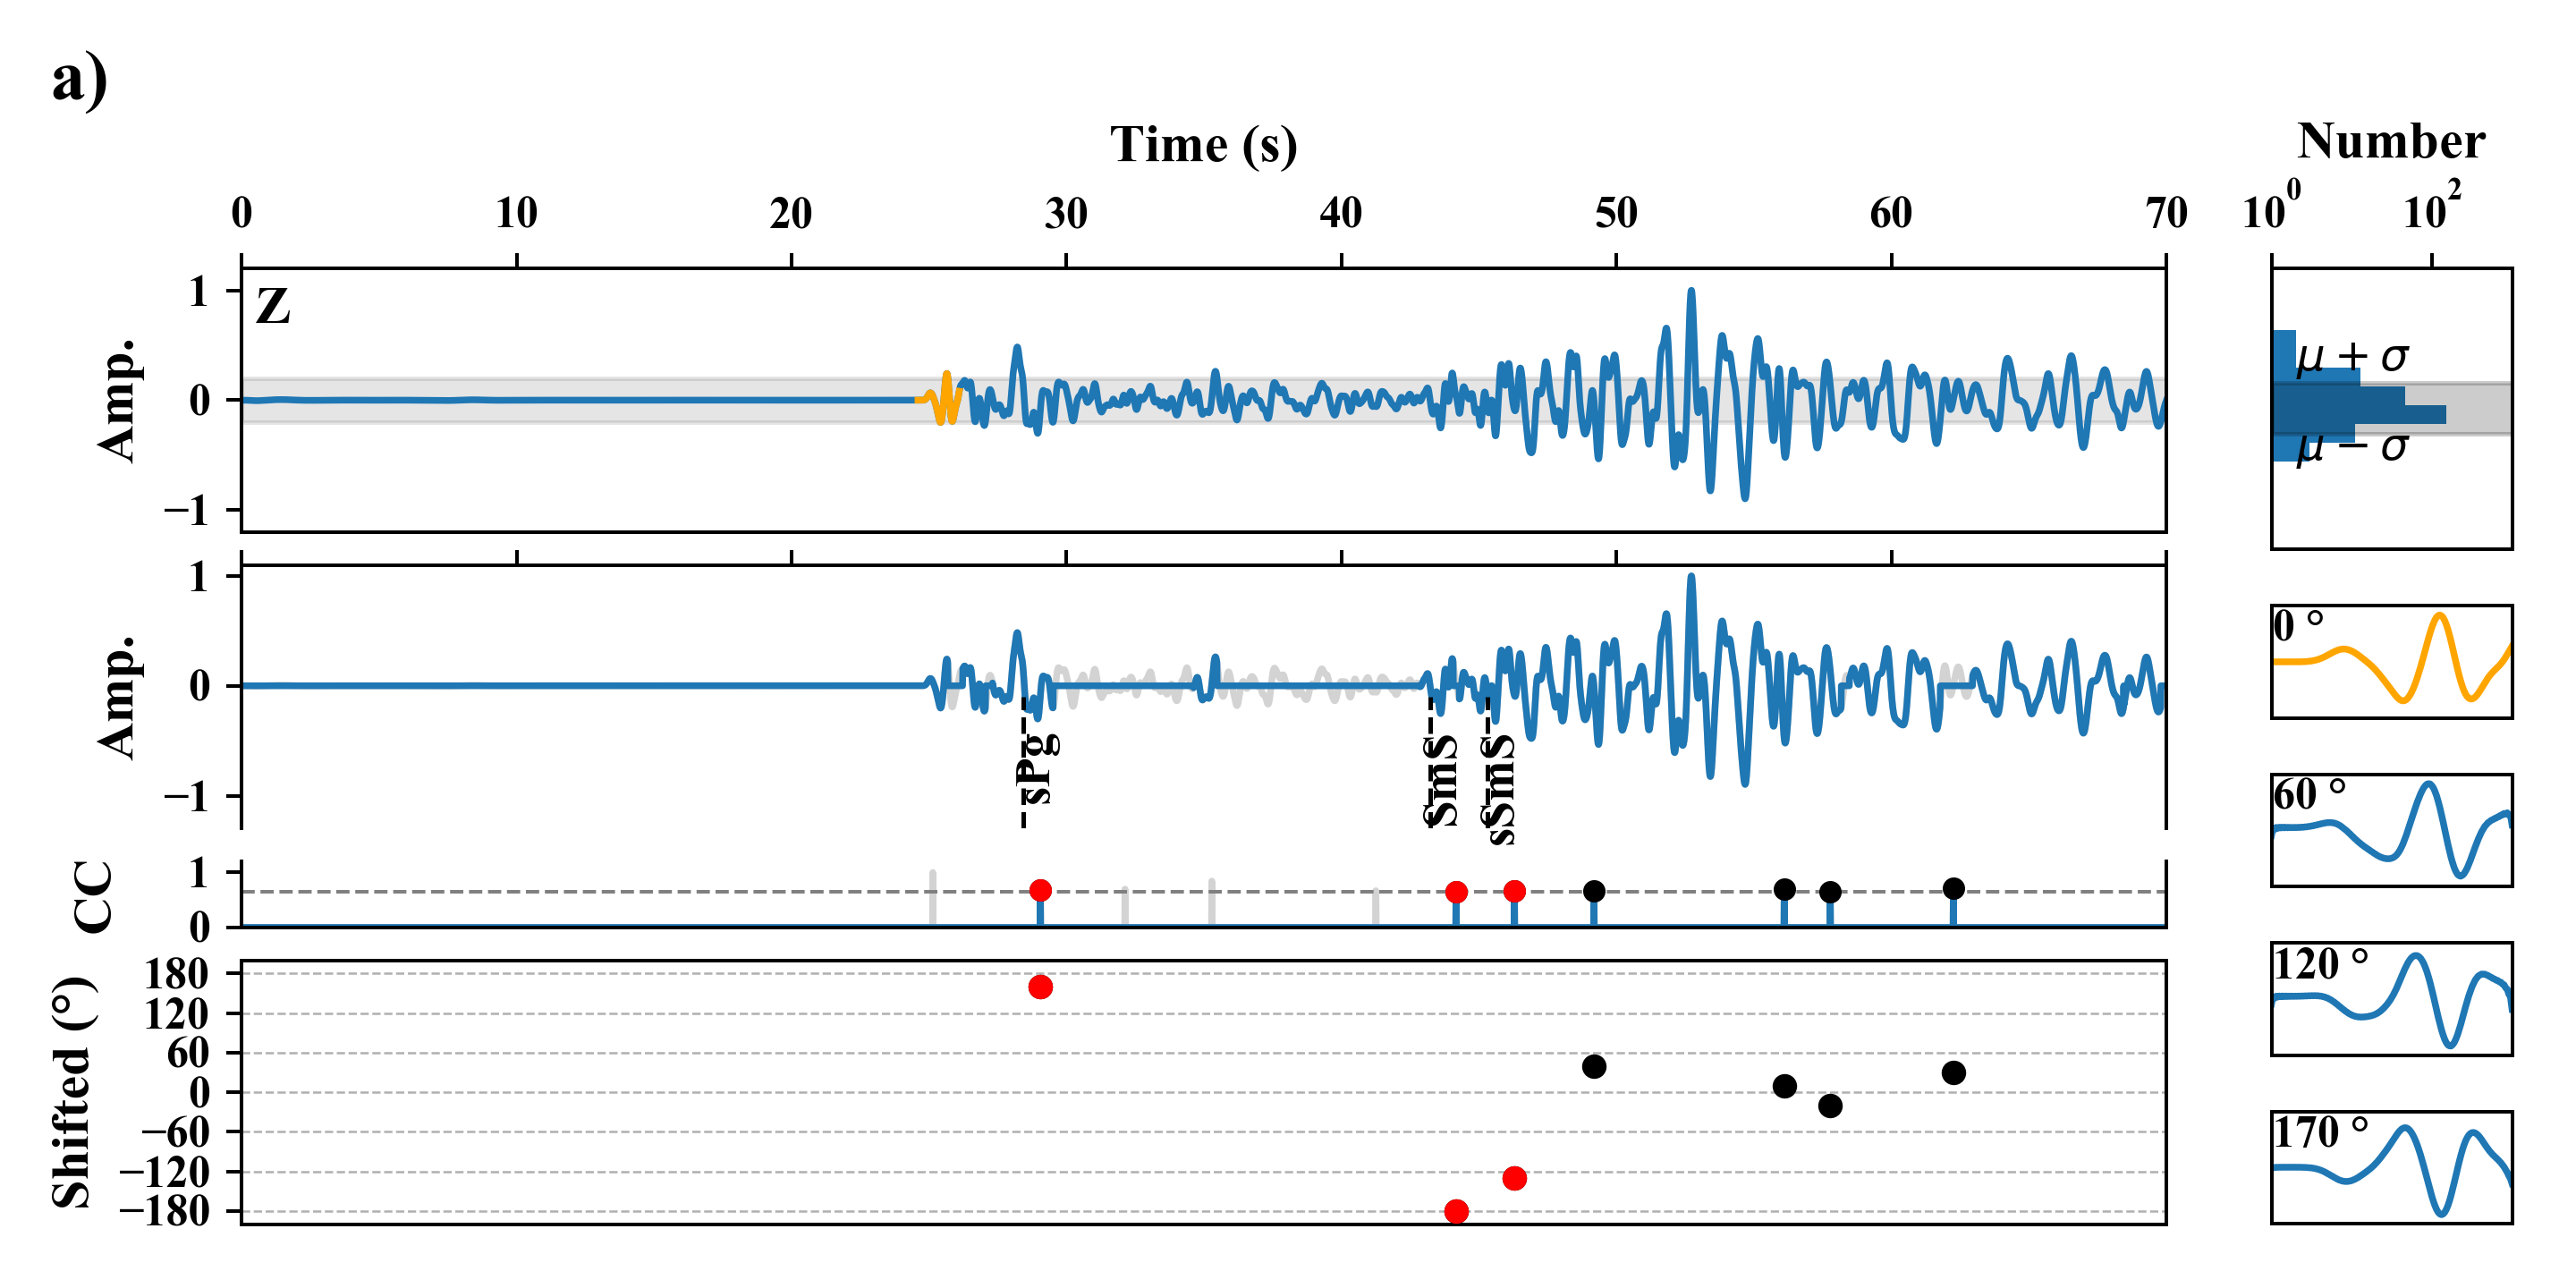 a)
Time (s)
Number
0 10 20 30 40 50 60 70
10^0 10^2
Z
Amp.
1
0
−1
μ + σ
μ − σ
Amp.
1
0
−1
sPg
SmS
sSmS
0 °
60 °
CC
1
0
120 °
Shifted (°)
180
120
60
0
−60
−120
−180
170 °